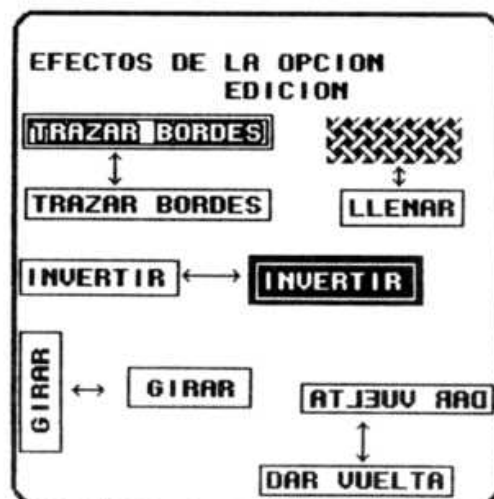 EFECTOS DE LA OPCION
EDICION
TRAZAR BORDES
TRAZAR BORDES
LLENAR
INVERTIR
INVERTIR
GIRAR
GIRAR
DAR VUELTA
DAR VUELTA